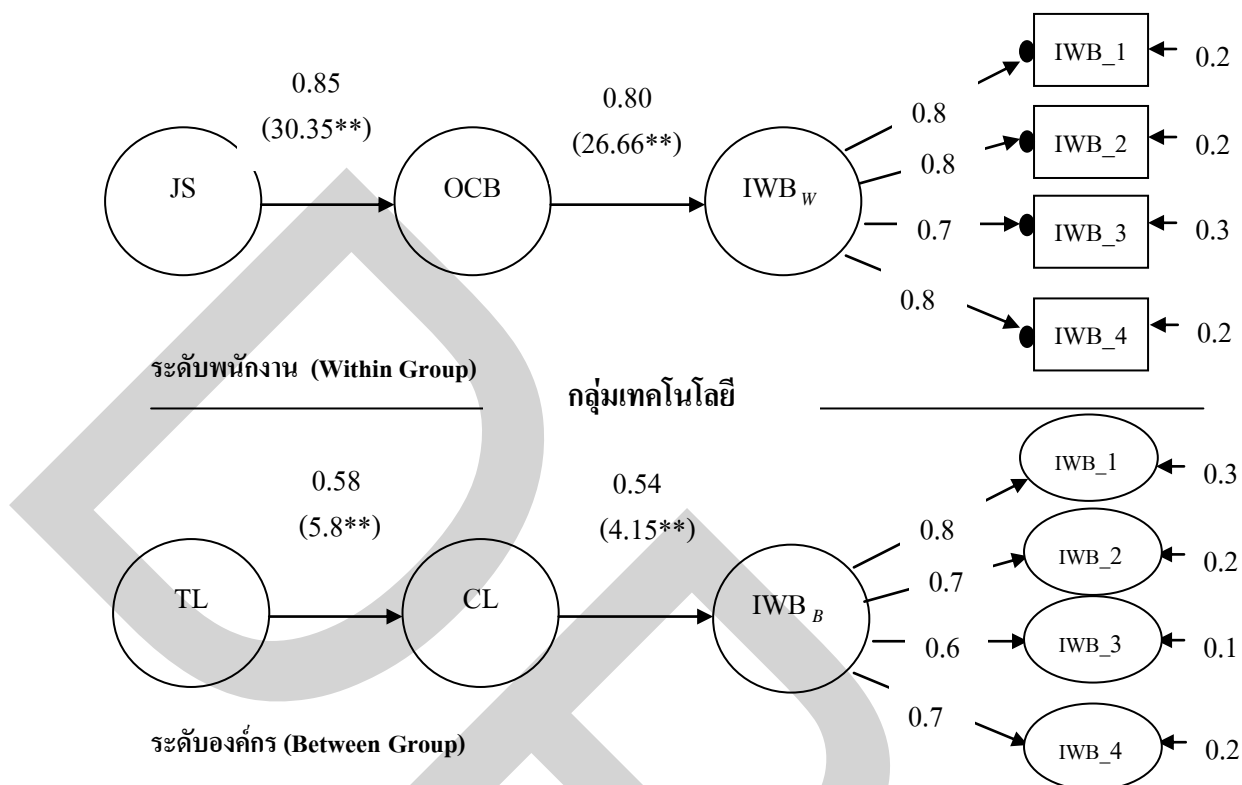 IWB_1
0.2
0.85
(30.35**)
0.80
(26.66**)
0.8
JS
OCB
IWB W
0.8
IWB_2
0.2
0.7
IWB_3
0.3
0.8
IWB_4
0.2
ระดับพนักงาน (Within Group)
กลุ่มเทคโนโลยี
0.58
(5.8**)
0.54
(4.15**)
IWB_1
0.3
0.8
TL
CL
IWB B
0.7
IWB_2
0.2
0.6
IWB_3
0.1
0.7
IWB_4
0.2
ระดับองค์กร (Between Group)